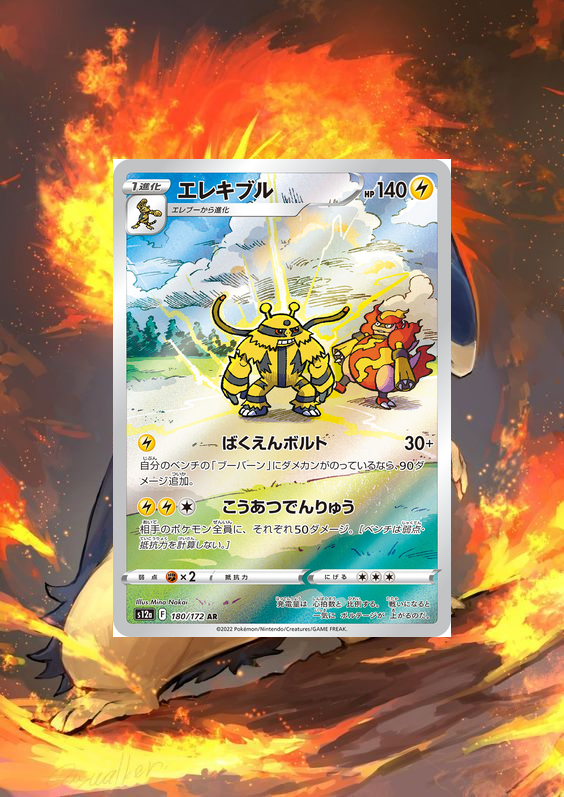 1進化 エレキブル HP 140
エレブーから進化
ばくえんボルト 30+
自分のベンチの「ブーバーン」にダメカンがのっているなら、90ダ
メージ追加。
こうあつでんりゅう
相手のポケモン全員に、それぞれ50ダメージ。[ベンチは弱点・
抵抗力を計算しない。]
弱点 ×2 抵抗力 にげる
Illus. Mina Nakai
発電量は 心拍数と 比例する。 戦いになると
一気に ボルテージが 上がるのだ。
s12a F 180/172 AR
©2022 Pokémon/Nintendo/Creatures/GAME FREAK.